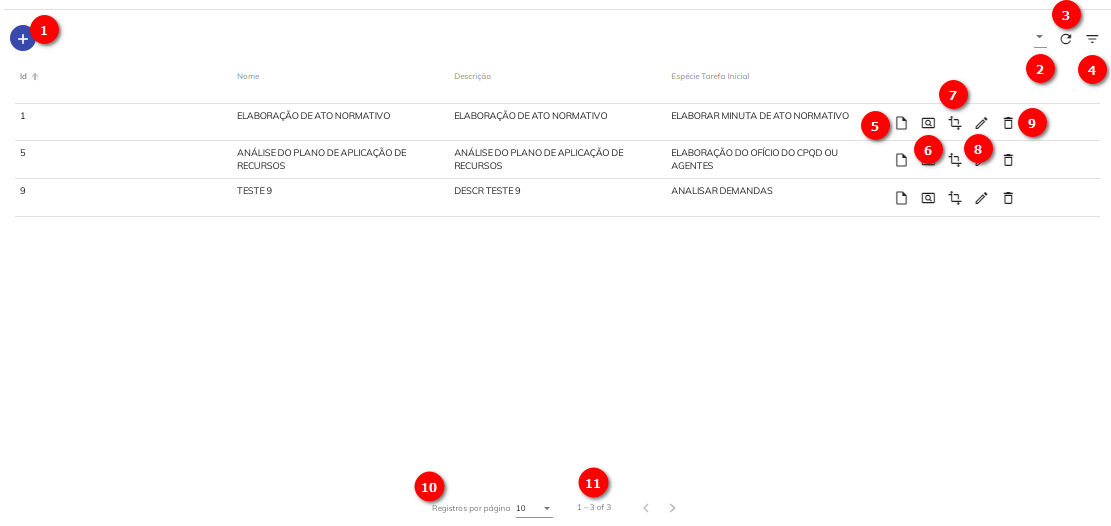 3
1
2
4
Id Nome Descrição Espécie Tarefa Inicial
7
1 ELABORAÇÃO DE ATO NORMATIVO ELABORAÇÃO DE ATO NORMATIVO ELABORAR MINUTA DE ATO NORMATIVO
5
9
6
8
5 ANÁLISE DO PLANO DE APLICAÇÃO DE ANÁLISE DO PLANO DE APLICAÇÃO DE ELABORAÇÃO DO OFÍCIO DO CPQD OU
RECURSOS RECURSOS AGENTES
9 TESTE 9 DESCR TESTE 9 ANALISAR DEMANDAS
10
11
Registros por página 10 1 – 3 of 3